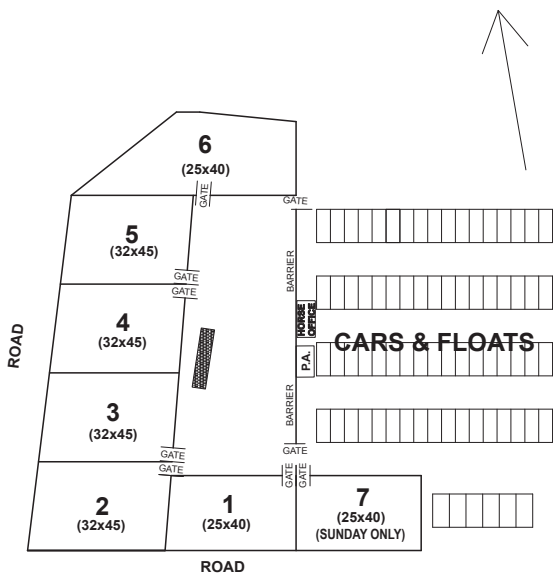 6
(25x40)
GATE
GATE
5
(32x45)
BARRIER
GATE
GATE
HORSE
OFFICE
4
(32x45)
CARS & FLOATS
P.A.
ROAD
BARRIER
3
(32x45)
GATE
GATE
GATE
GATE
GATE
2
(32x45)
1
(25x40)
7
(25x40)
(SUNDAY ONLY)
ROAD